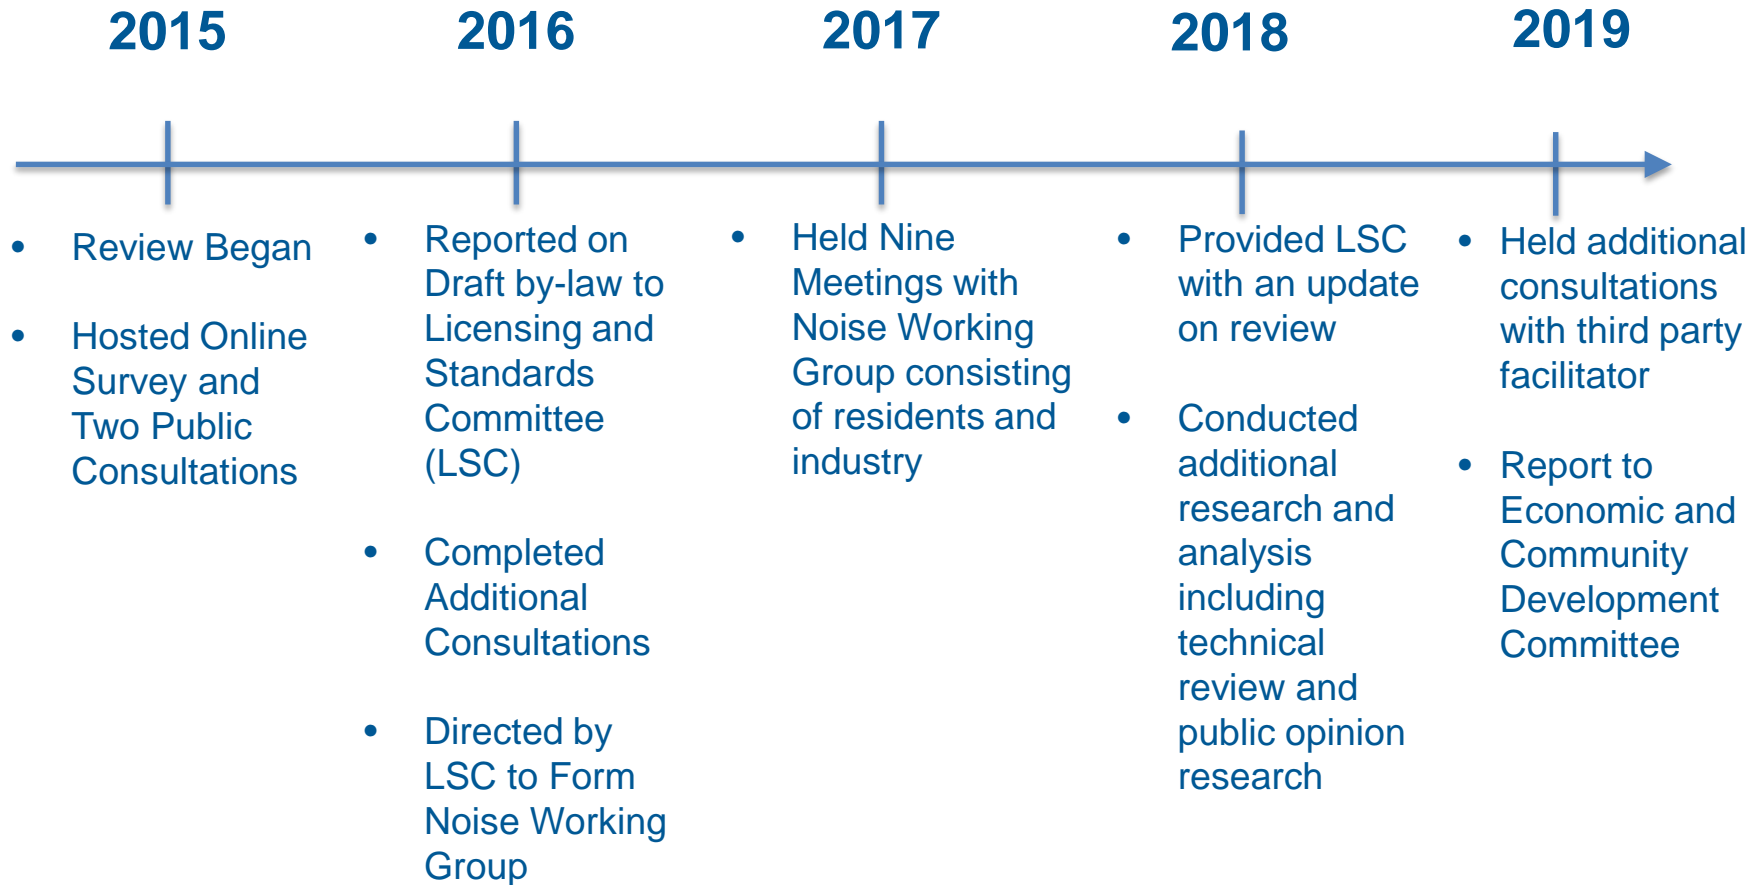 2015
2016
2017
2018
2019
• Review Began
• Hosted Online
Survey and
Two Public
Consultations
• Reported on
Draft by-law to
Licensing and
Standards
Committee
(LSC)
• Completed
Additional
Consultations
• Directed by
LSC to Form
Noise Working
Group
• Held Nine
Meetings with
Noise Working
Group consisting
of residents and
industry
• Provided LSC
with an update
on review
• Conducted
additional
research and
analysis
including
technical
review and
public opinion
research
• Held additional
consultations
with third party
facilitator
• Report to
Economic and
Community
Development
Committee